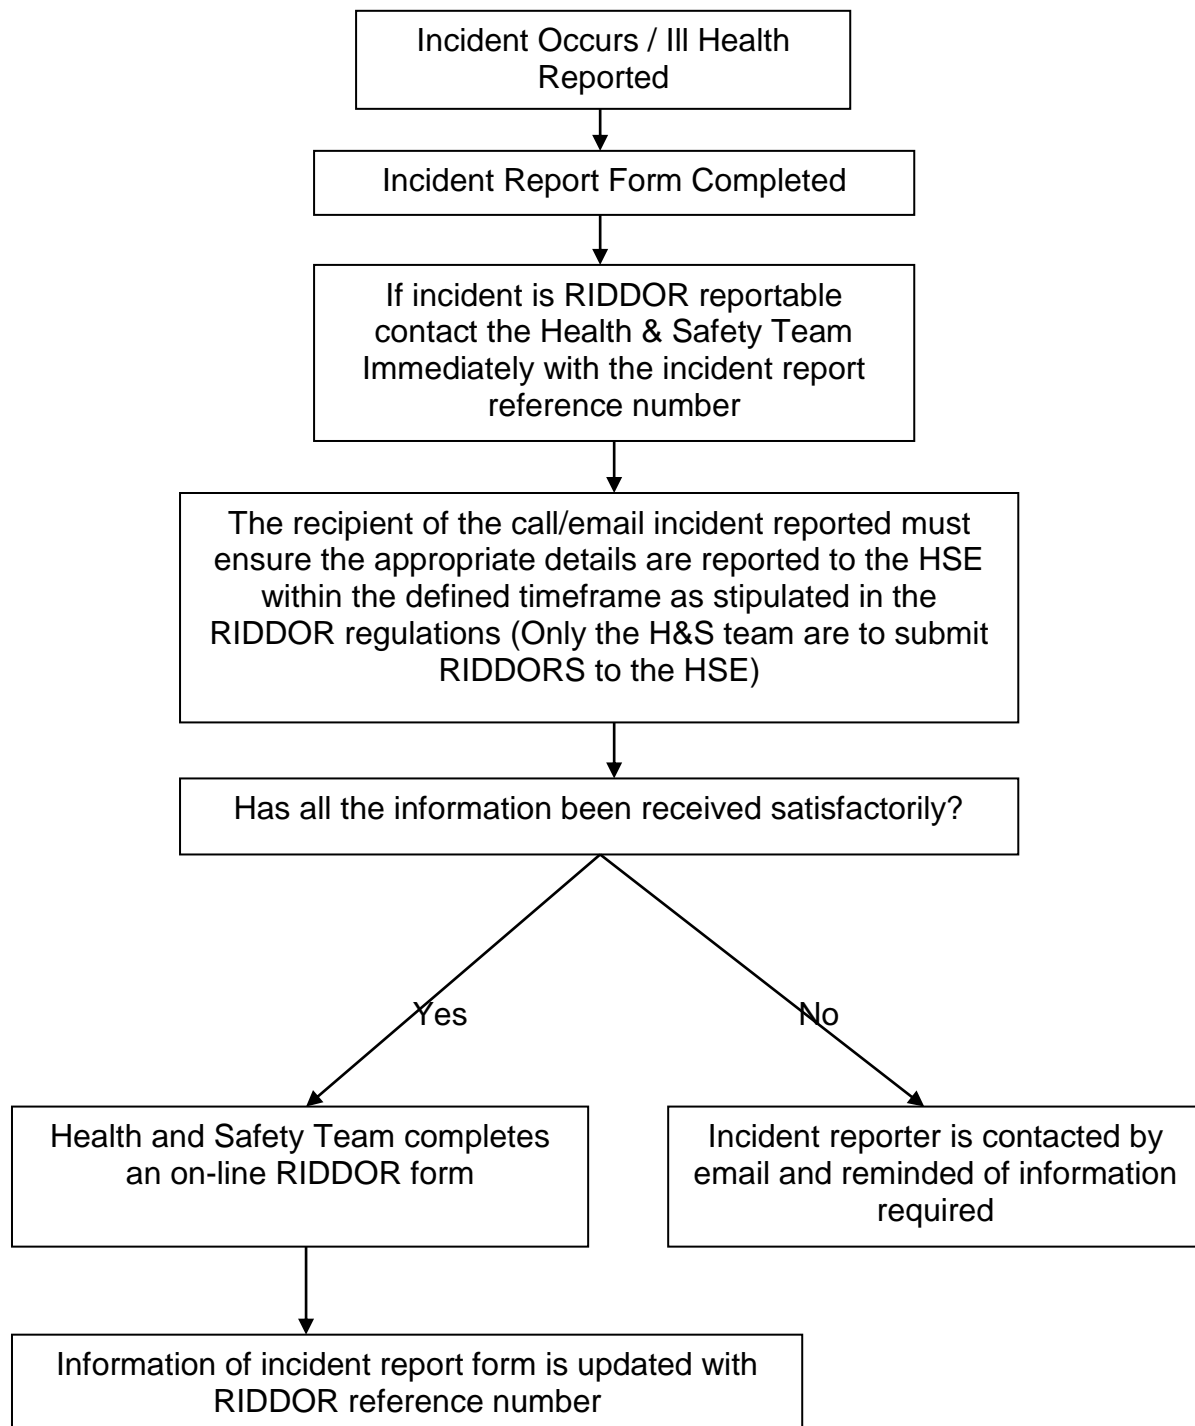 Incident Occurs / Ill Health
Reported
Incident Report Form Completed
If incident is RIDDOR reportable
contact the Health & Safety Team
Immediately with the incident report
reference number
The recipient of the call/email incident reported must
ensure the appropriate details are reported to the HSE
within the defined timeframe as stipulated in the
RIDDOR regulations (Only the H&S team are to submit
RIDDORS to the HSE)
Has all the information been received satisfactorily?
Yes
No
Health and Safety Team completes
an on-line RIDDOR form
Incident reporter is contacted by
email and reminded of information
required
Information of incident report form is updated with
RIDDOR reference number